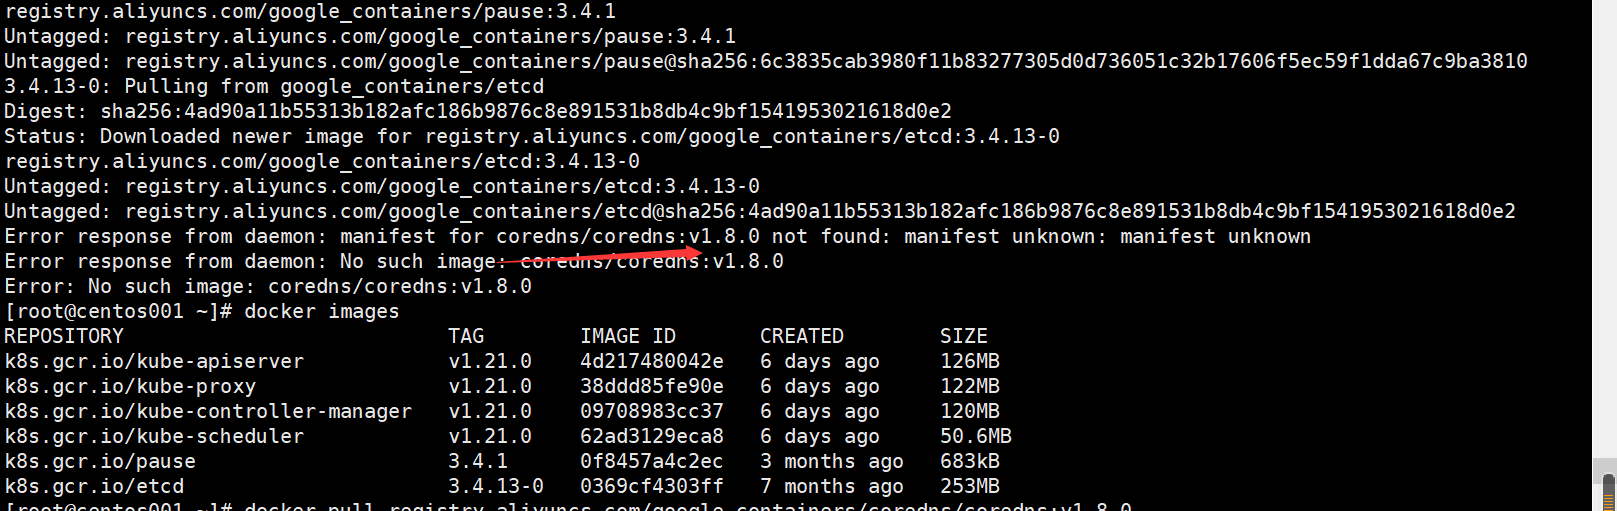 registry.aliyuncs.com/google_containers/pause:3.4.1
Untagged: registry.aliyuncs.com/google_containers/pause:3.4.1
Untagged: registry.aliyuncs.com/google_containers/pause@sha256:6c3835cab3980f11b83277305d0d736051c32b17606f5ec59f1dda67c9ba3810
3.4.13-0: Pulling from google_containers/etcd
Digest: sha256:4ad90a11b55313b182afc186b9876c8e891531b8db4c9bf1541953021618d0e2
Status: Downloaded newer image for registry.aliyuncs.com/google_containers/etcd:3.4.13-0
registry.aliyuncs.com/google_containers/etcd:3.4.13-0
Untagged: registry.aliyuncs.com/google_containers/etcd:3.4.13-0
Untagged: registry.aliyuncs.com/google_containers/etcd@sha256:4ad90a11b55313b182afc186b9876c8e891531b8db4c9bf1541953021618d0e2
Error response from daemon: manifest for coredns/coredns:v1.8.0 not found: manifest unknown: manifest unknown
Error response from daemon: No such image: coredns/coredns:v1.8.0
Error: No such image: coredns/coredns:v1.8.0
[root@centos001 ~]# docker images
REPOSITORY TAG IMAGE ID CREATED SIZE
k8s.gcr.io/kube-apiserver v1.21.0 4d217480042e 6 days ago 126MB
k8s.gcr.io/kube-proxy v1.21.0 38ddd85fe90e 6 days ago 122MB
k8s.gcr.io/kube-controller-manager v1.21.0 09708983cc37 6 days ago 120MB
k8s.gcr.io/kube-scheduler v1.21.0 62ad3129eca8 6 days ago 50.6MB
k8s.gcr.io/pause 3.4.1 0f8457a4c2ec 3 months ago 683kB
k8s.gcr.io/etcd 3.4.13-0 0369cf4303ff 7 months ago 253MB
[root@centos001 ~]# docker pull registry.aliyuncs.com/google_containers/coredns/coredns:v1.8.0